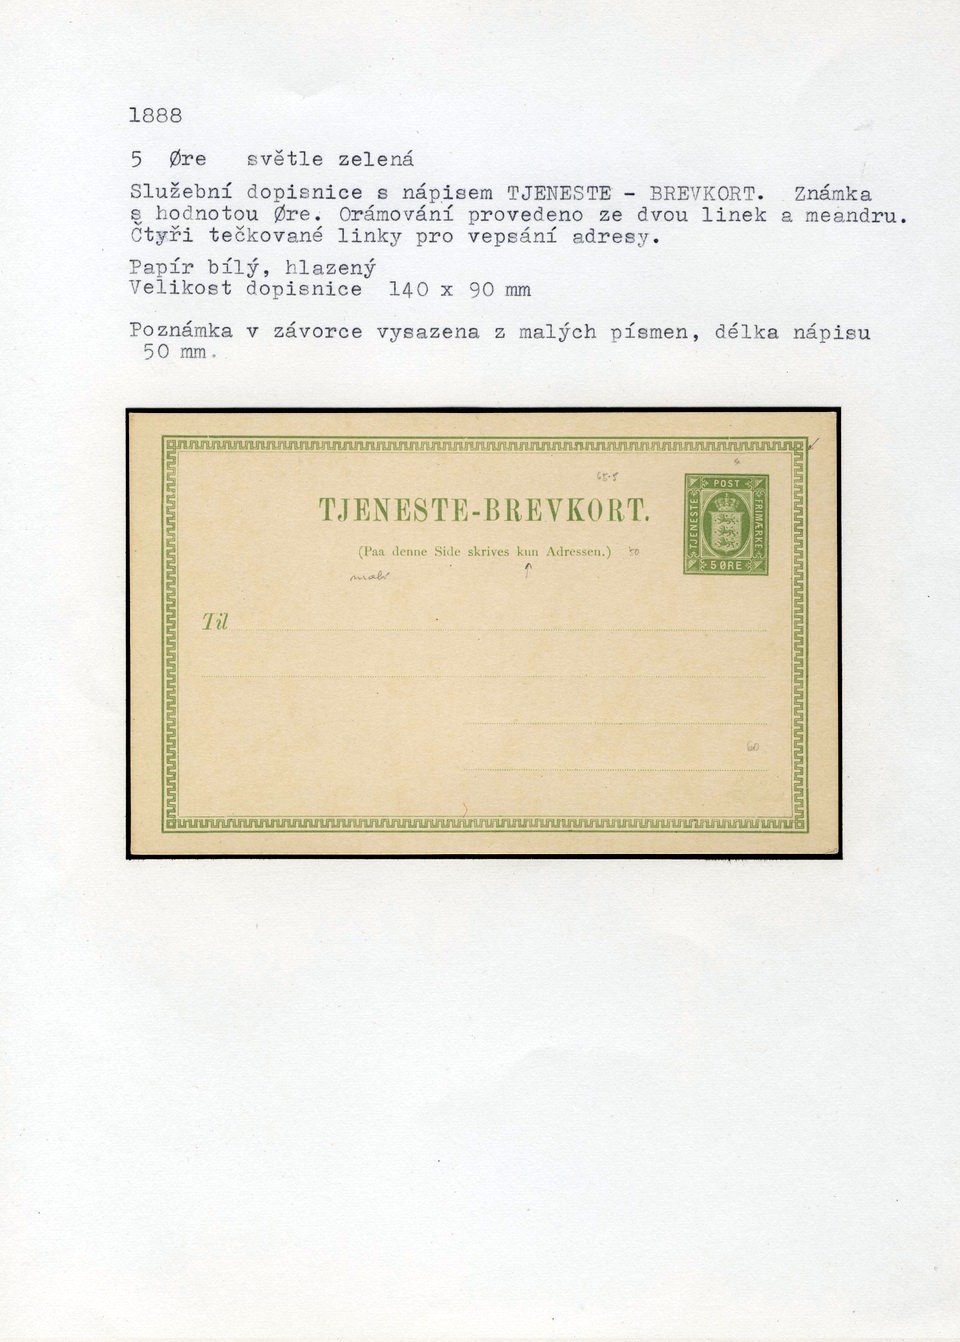 1888
5 Øre světle zelená
Služební dopisnice s nápisem TJENESTE - BREVKORT. Známka
s hodnotou Øre. Orámování provedeno ze dvou linek a meandru.
Čtyři tečkované linky pro vepsání adresy.
Papír bílý, hlazený
Velikost dopisnice 140 x 90 mm
Poznámka v závorce vysazena z malých písmen, délka nápisu
50 mm.
TJENESTE-BREVKORT.
(Paa denne Side skrives kun Adressen.) 50
POST
TJENESTE
FRIMÆRKE
5 ØRE
Til
60